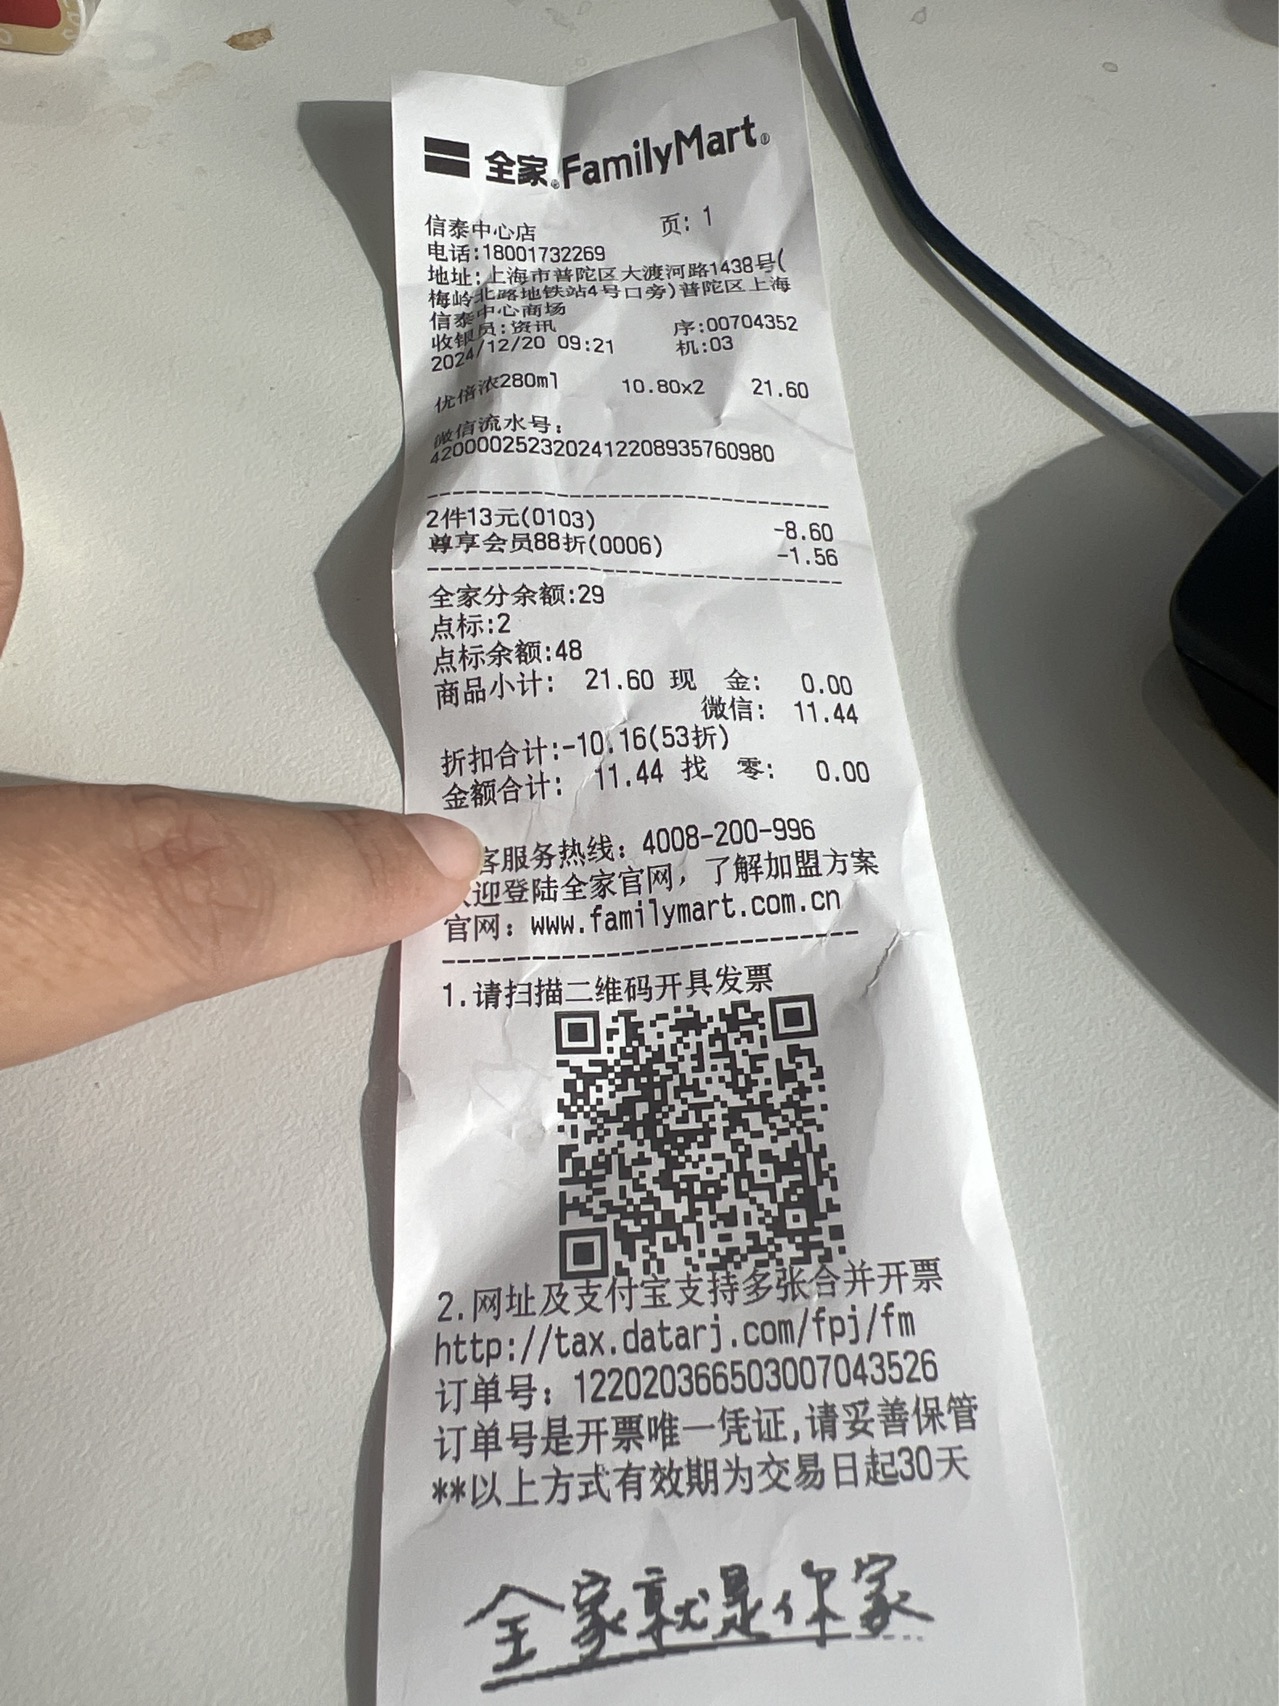 全家®FamilyMart®
信泰中心店 页: 1
电话:18001732269
地址:上海市普陀区大渡河路1438号(
梅岭北路地铁站4号口旁)普陀区上海
信泰中心商场
收银员:资讯 序:00704352
2024/12/20 09:21 机:03
优倍浓280ml 10.80x2 21.60
微信流水号:
4200002523202412208935760980
2件13元(0103) -8.60
尊享会员88折(0006) -1.56
全家分余额:29
点标:2
点标余额:48
商品小计: 21.60 现 金: 0.00
微信: 11.44
折扣合计:-10.16(53折)
金额合计: 11.44 找 零: 0.00
客服务热线: 4008-200-996
迎登陆全家官网, 了解加盟方案
官网: www.familymart.com.cn
1.请扫描二维码开具发票
2.网址及支付宝支持多张合并开票
http://tax.datarj.com/fpj/fm
订单号: 122020366503007043526
订单号是开票唯一凭证,请妥善保管
**以上方式有效期为交易日起30天
全家就是你家